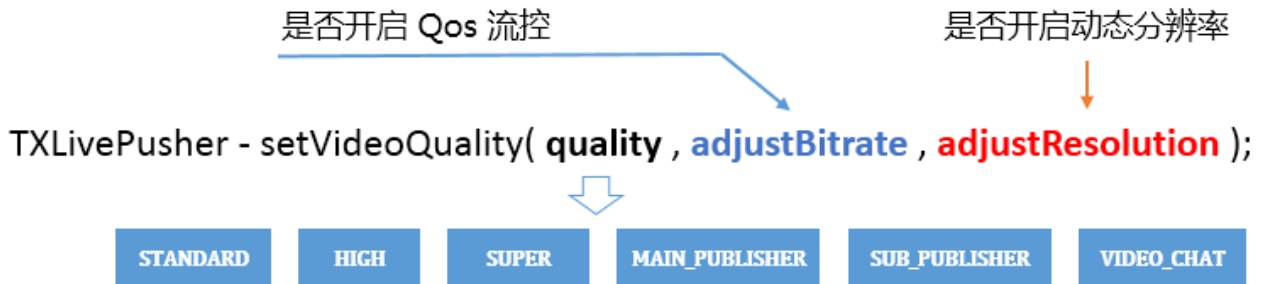 是否开启 Qos 流控
是否开启动态分辨率
TXLivePusher - setVideoQuality( quality , adjustBitrate , adjustResolution );
STANDARD
HIGH
SUPER
MAIN_PUBLISHER
SUB_PUBLISHER
VIDEO_CHAT